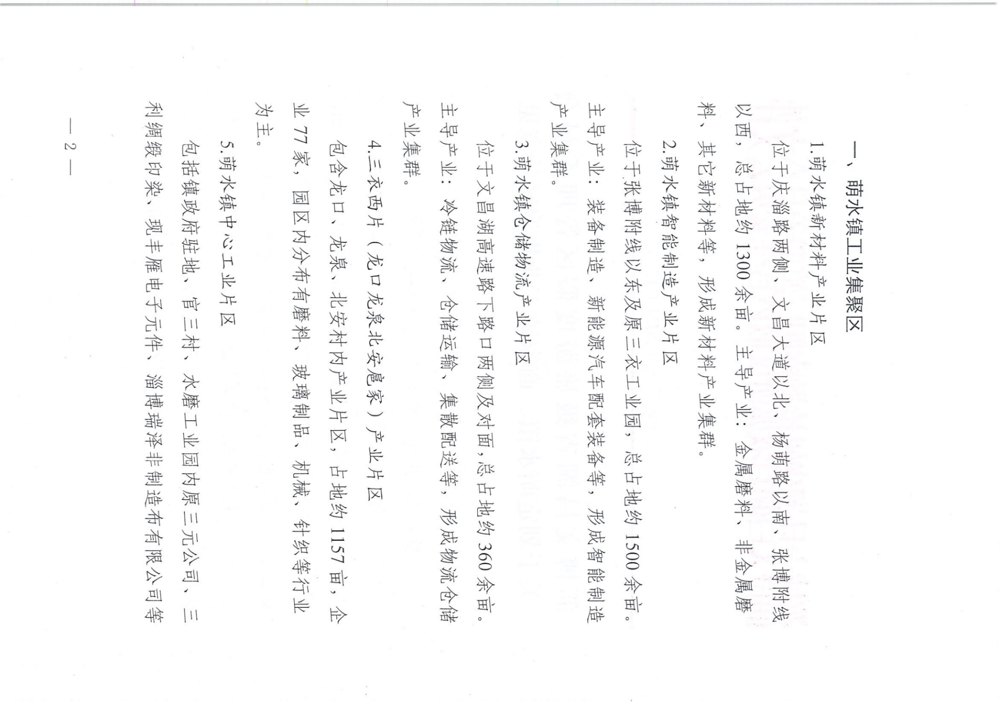 一、萌水镇工业集聚区
1.萌水镇新材料产业片区
位于庆淄路两侧、文昌大道以北、杨萌路以南、张博附线
以西，总占地约 1300 余亩。主导产业：金属磨料、非金属磨
料、其它新材料等，形成新材料产业集群。
2.萌水镇智能制造产业片区
位于张博附线以东及原三衣工业园，总占地约 1500 余亩。
主导产业：装备制造、新能源汽车配套装备等，形成智能制造
产业集群。
3.萌水镇仓储物流产业片区
位于文昌湖高速路下路口两侧及对面,总占地约 360 余亩。
主导产业：冷链物流、仓储运输、集散配送等，形成物流仓储
产业集群。
4.三衣西片（龙口龙泉北安扈家）产业片区
包含龙口、龙泉、北安村内产业片区，占地约 1157 亩，企
业 77 家，园区内分布有磨料、玻璃制品、机械、针织等行业
为主。
5.萌水镇中心工业片区
包括镇政府驻地、官三村、水磨工业园内原三元公司、三
利绸缎印染、现丰雁电子元件、淄博瑞泽非制造布有限公司等
— 2 —